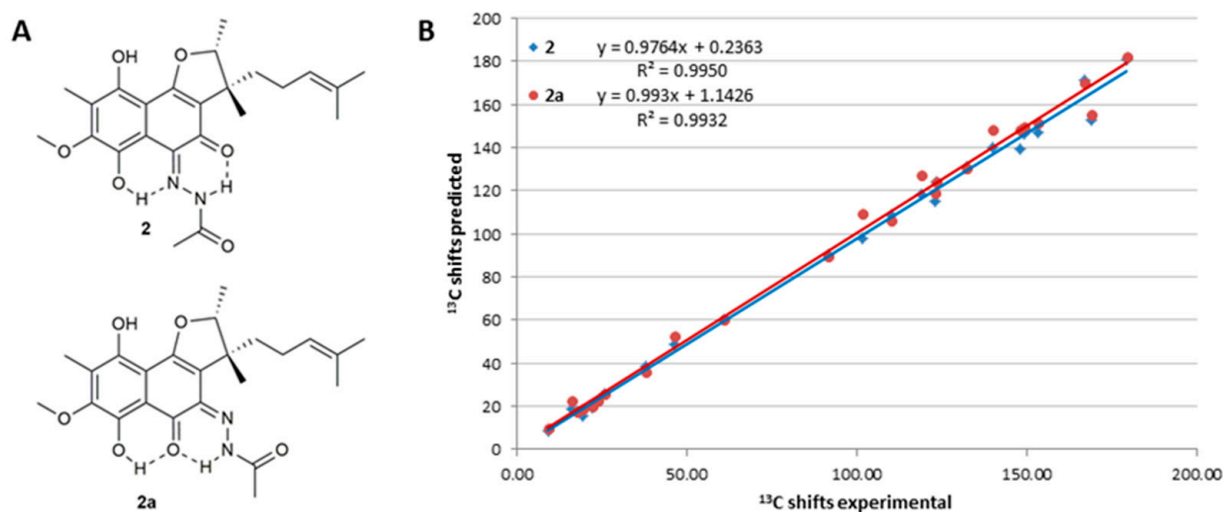 A
OH
O
O
O
O
H
N
H
N
O
2
OH
O
O
O
H
O
H
N
N
O
2a
B
200
180
160
140
120
100
80
60
40
20
0
0.00 50.00 100.00 150.00 200.00
¹³C shifts predicted
¹³C shifts experimental
2 y = 0.9764x + 0.2363
R² = 0.9950
2a y = 0.993x + 1.1426
R² = 0.9932